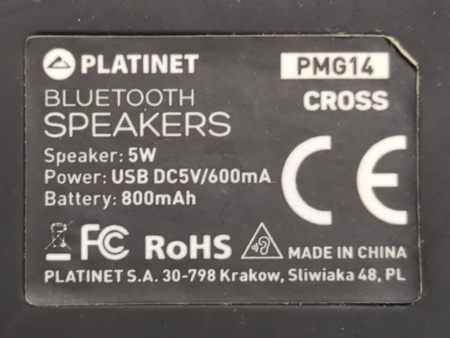 PLATINET PMG14
BLUETOOTH CROSS
SPEAKERS
Speaker: 5W
Power: USB DC5V/600mA
Battery: 800mAh
CE
FC RoHS MADE IN CHINA
PLATINET S.A. 30-798 Krakow, Sliwiaka 48, PL